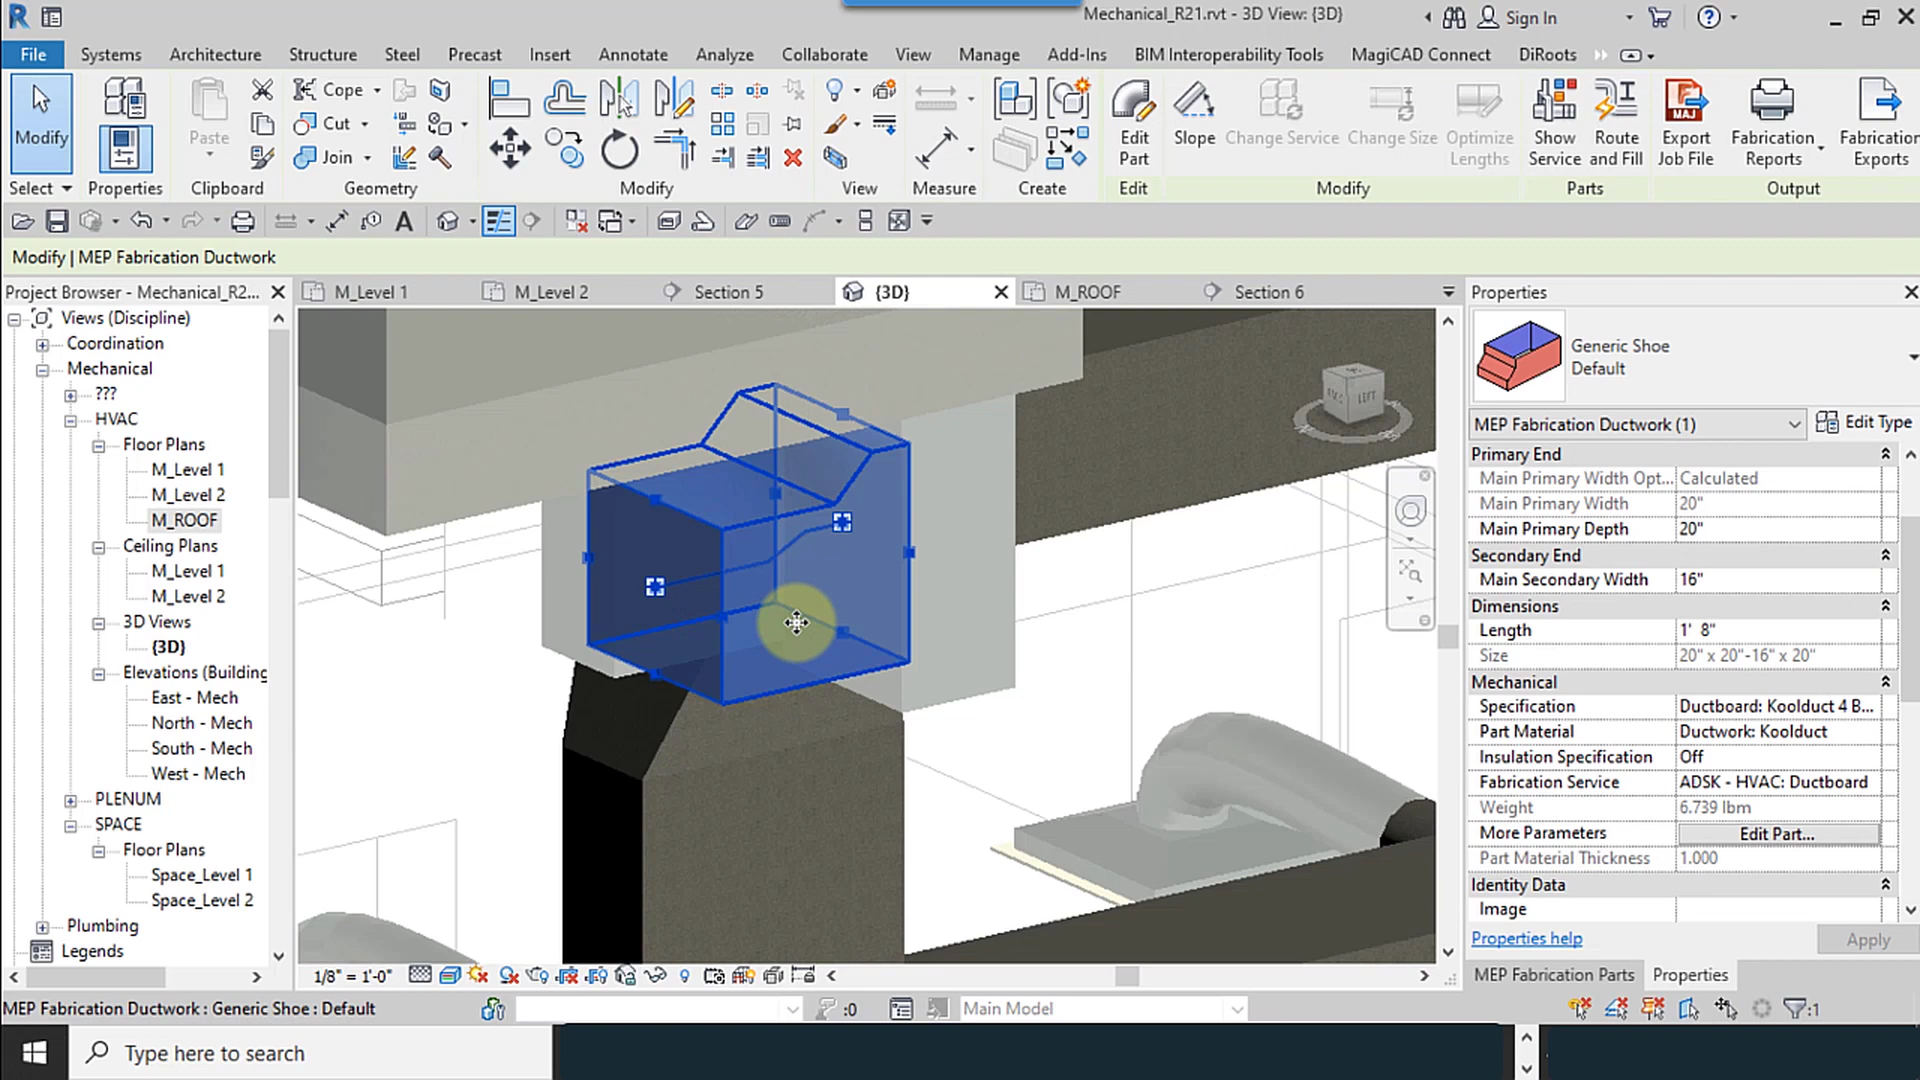 Mechanical_R21.rvt - 3D View: {3D}
Sign In
File Systems Architecture Structure Steel Precast Insert Annotate Analyze Collaborate View Manage Add-Ins BIM Interoperability Tools MagiCAD Connect DiRoots
Modify
Paste
Cope
Cut
Join
Edit Part
Slope
Change Service
Change Size
Optimize Lengths
Show Service
Route and Fill
MAJ
Export Job File
Fabrication Reports
Fabrication Exports
Select Properties Clipboard Geometry Modify View Measure Create Edit Modify Parts Output
Modify | MEP Fabrication Ductwork
Project Browser - Mechanical_R2...
M_Level 1
M_Level 2
Section 5
{3D}
M_ROOF
Section 6
Views (Discipline)
Coordination
Mechanical
???
HVAC
Floor Plans
M_Level 1
M_Level 2
M_ROOF
Ceiling Plans
M_Level 1
M_Level 2
3D Views
{3D}
Elevations (Building
East - Mech
North - Mech
South - Mech
West - Mech
PLENUM
SPACE
Floor Plans
Space_Level 1
Space_Level 2
Plumbing
Legends
LEFT
Properties
Generic Shoe
Default
MEP Fabrication Ductwork (1)
Edit Type
Primary End
Main Primary Width Opt... Calculated
Main Primary Width 20"
Main Primary Depth 20"
Secondary End
Main Secondary Width 16"
Dimensions
Length 1' 8"
Size 20" x 20"-16" x 20"
Mechanical
Specification Ductboard: Koolduct 4 B...
Part Material Ductwork: Koolduct
Insulation Specification Off
Fabrication Service ADSK - HVAC: Ductboard
Weight 6.739 lbm
More Parameters Edit Part...
Part Material Thickness 1.000
Identity Data
Image
Properties help
Apply
MEP Fabrication Parts Properties
1/8" = 1'-0"
MEP Fabrication Ductwork : Generic Shoe : Default
:0
Main Model
:1
Type here to search